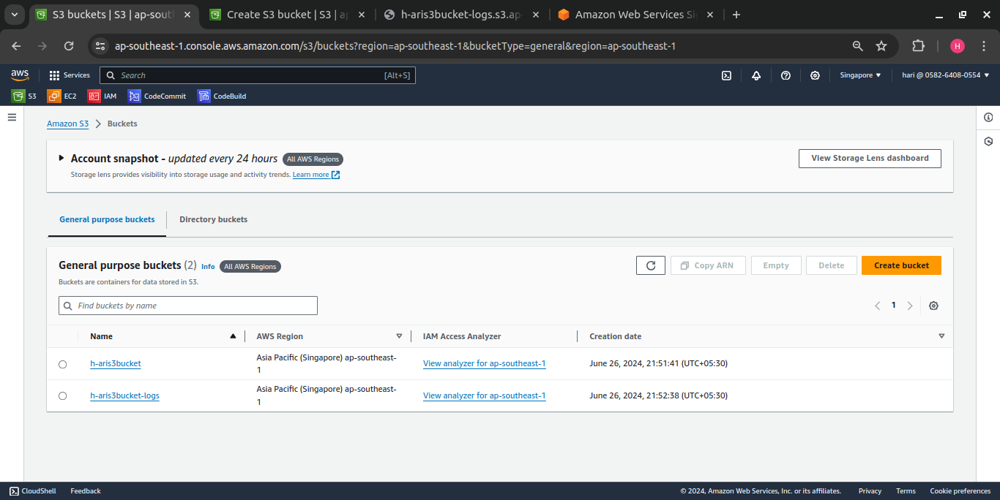 S3 buckets | S3 | ap-sout
Create S3 bucket | S3 | ap
h-aris3bucket-logs.s3.ap-
Amazon Web Services Si
ap-southeast-1.console.aws.amazon.com/s3/buckets?region=ap-southeast-1&bucketType=general&region=ap-southeast-1
H
aws
Services
Search
[Alt+S]
Singapore
hari @ 0582-6408-0554
S3
EC2
IAM
CodeCommit
CodeBuild
Amazon S3
Buckets
Account snapshot - updated every 24 hours
All AWS Regions
View Storage Lens dashboard
Storage lens provides visibility into storage usage and activity trends. Learn more
General purpose buckets
Directory buckets
General purpose buckets (2) Info
All AWS Regions
Copy ARN
Empty
Delete
Create bucket
Buckets are containers for data stored in S3.
Find buckets by name
1
Name
AWS Region
IAM Access Analyzer
Creation date
h-aris3bucket
Asia Pacific (Singapore) ap-southeast-
1
View analyzer for ap-southeast-1
June 26, 2024, 21:51:41 (UTC+05:30)
h-aris3bucket-logs
Asia Pacific (Singapore) ap-southeast-
1
View analyzer for ap-southeast-1
June 26, 2024, 21:52:38 (UTC+05:30)
CloudShell
Feedback
© 2024, Amazon Web Services, Inc. or its affiliates.
Privacy
Terms
Cookie preferences